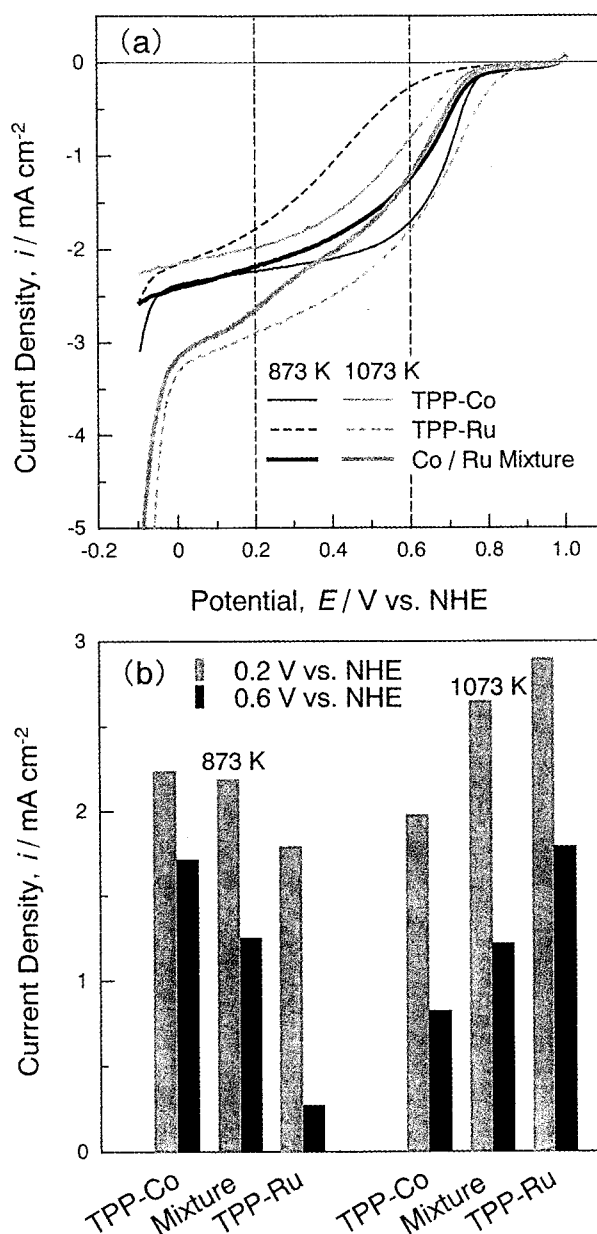 (a)
0
-1
-2
-3
-4
-5
Current Density, i / mA cm-2
873 K 1073 K
TPP-Co
TPP-Ru
Co / Ru Mixture
-0.2 0 0.2 0.4 0.6 0.8 1.0
Potential, E / V vs. NHE
(b)
0.2 V vs. NHE
0.6 V vs. NHE
873 K
1073 K
3
2
1
0
Current Density, i / mA cm-2
TPP-Co Mixture TPP-Ru TPP-Co Mixture TPP-Ru